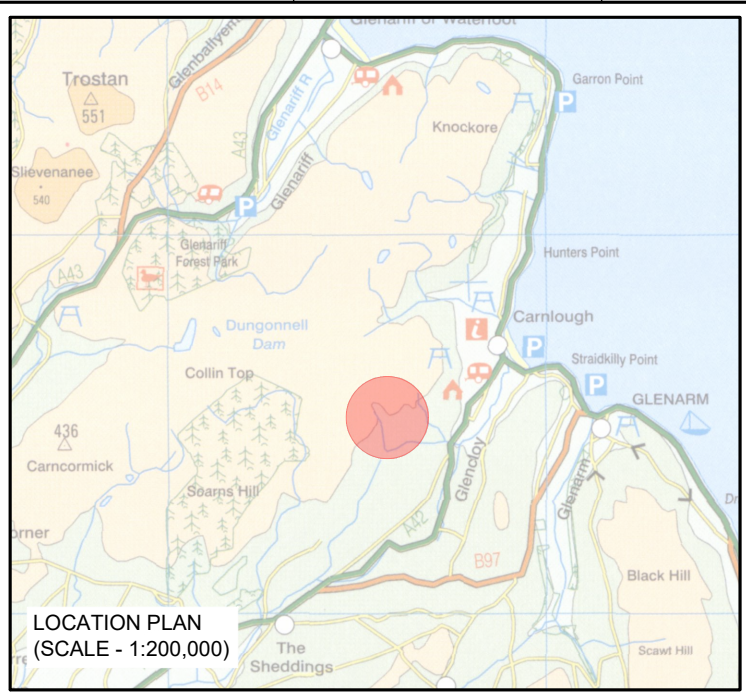 Glenariff or Waterfoot
Glenballyem
Trostan
551
B14
A43
Glenariff R
Glenariff
A2
Garron Point
P
Knockore
Slievenanee
540
P
Glenariff
Forest Park
A43
Hunters Point
Dungonnell
Dam
i
Carnlough
P
Straidkilly Point
P
Collin Top
GLENARM
436
Carncormick
Glencloy
Glenarm
Soarns Hill
A42
orner
B97
Black Hill
Scawt Hill
LOCATION PLAN
(SCALE - 1:200,000)
The
Sheddings